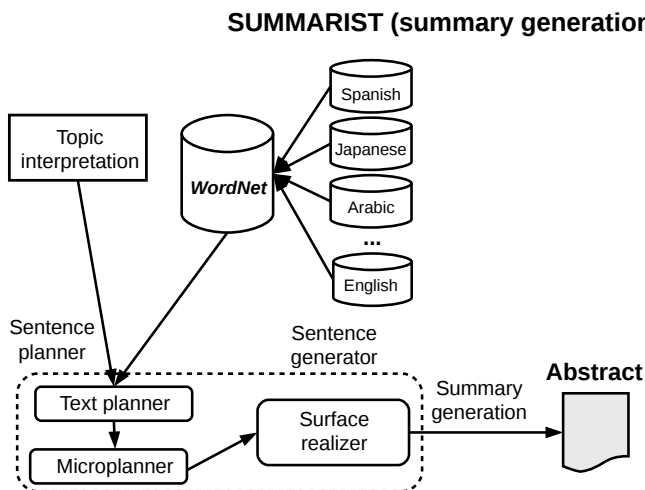 SUMMARIST (summary generation
Spanish
Japanese
Arabic
...
English
Topic
interpretation
WordNet
Sentence
planner
Sentence
generator
Text planner
Microplanner
Surface
realizer
Summary
generation
Abstract